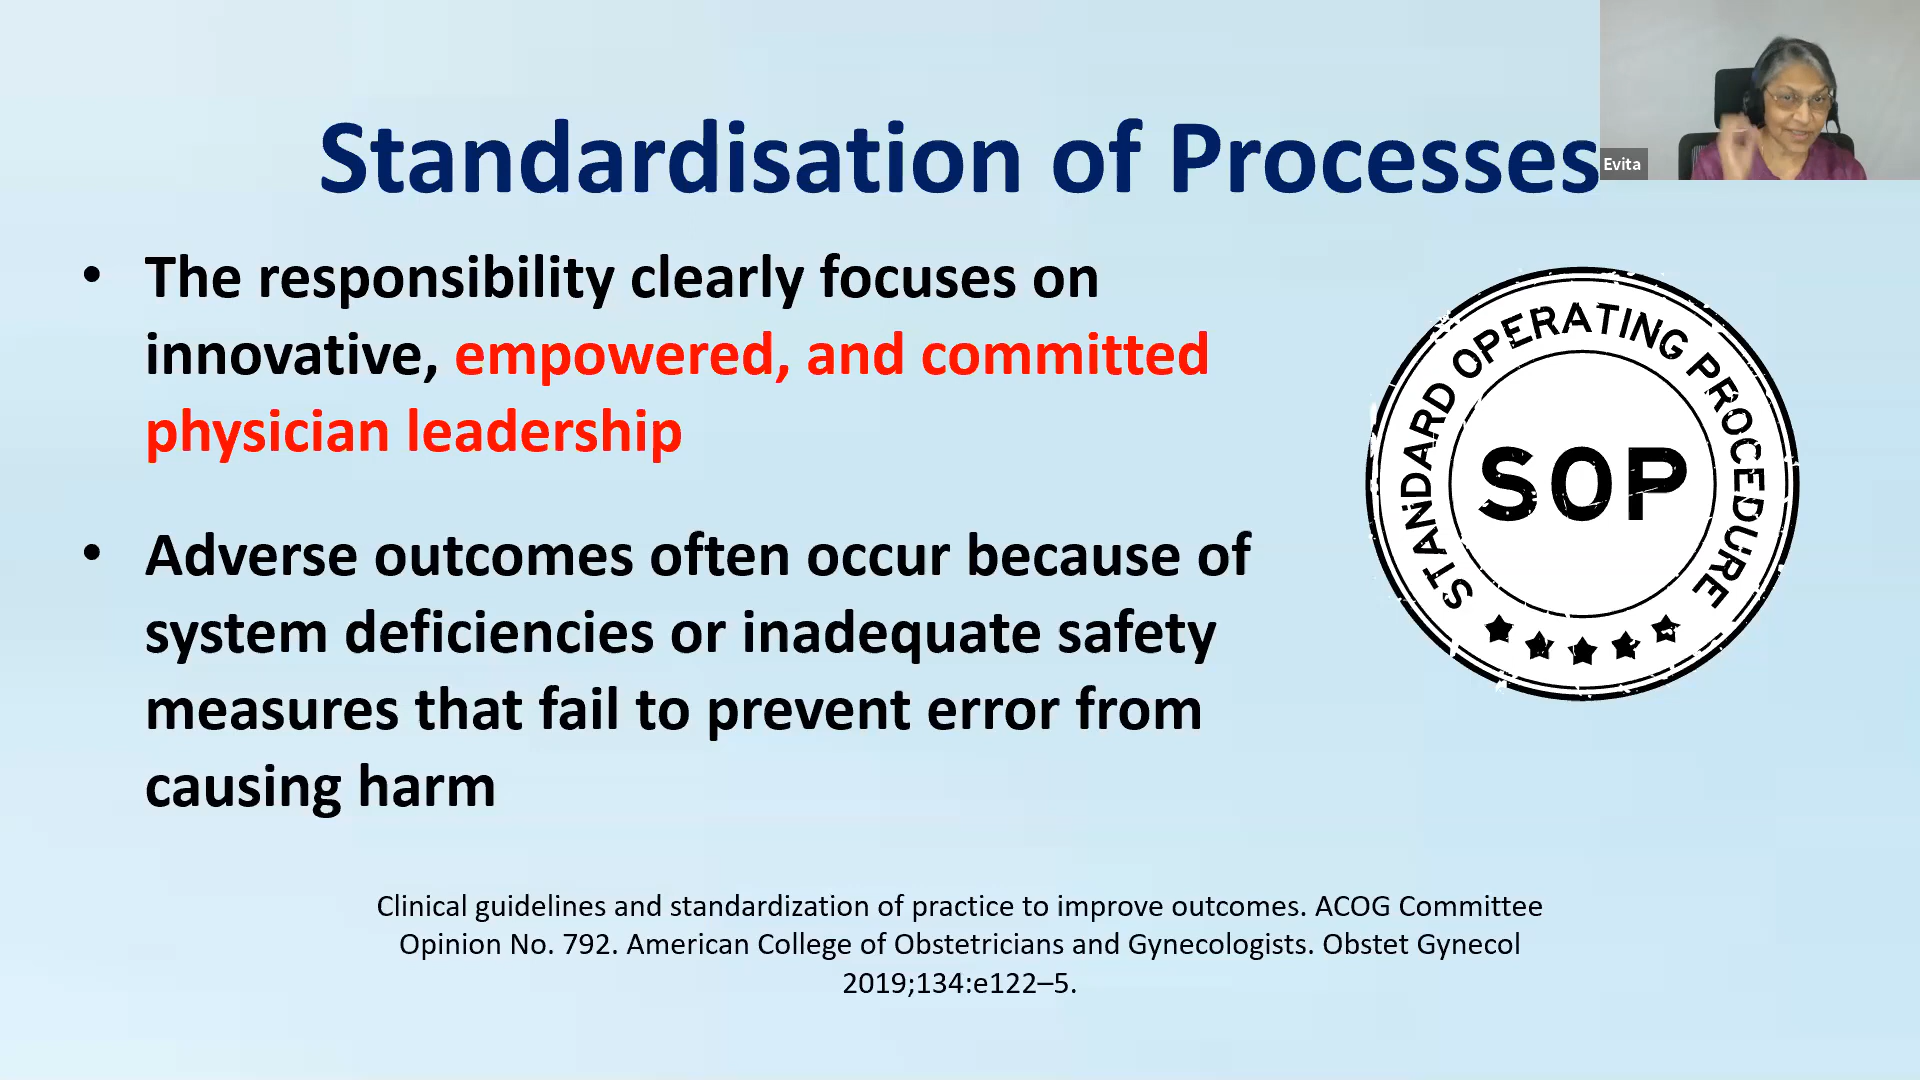 Standardisation of Processes
Evita
• The responsibility clearly focuses on
innovative, empowered, and committed
physician leadership
• Adverse outcomes often occur because of
system deficiencies or inadequate safety
measures that fail to prevent error from
causing harm
STANDARD OPERATING PROCEDURE
SOP
Clinical guidelines and standardization of practice to improve outcomes. ACOG Committee
Opinion No. 792. American College of Obstetricians and Gynecologists. Obstet Gynecol
2019;134:e122–5.